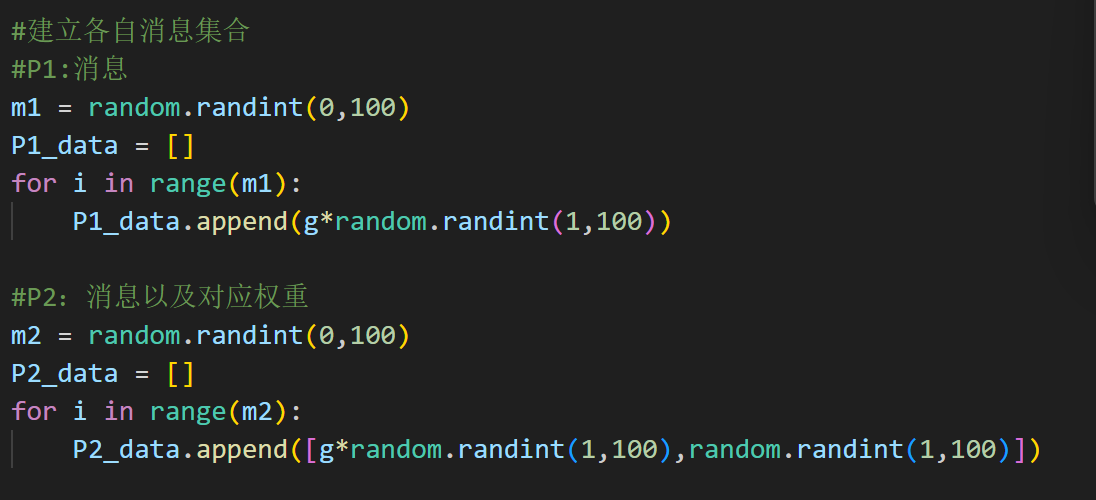 #建立各自消息集合
#P1:消息
m1 = random.randint(0,100)
P1_data = []
for i in range(m1):
    P1_data.append(g*random.randint(1,100))
#P2：消息以及对应权重
m2 = random.randint(0,100)
P2_data = []
for i in range(m2):
    P2_data.append([g*random.randint(1,100),random.randint(1,100)])